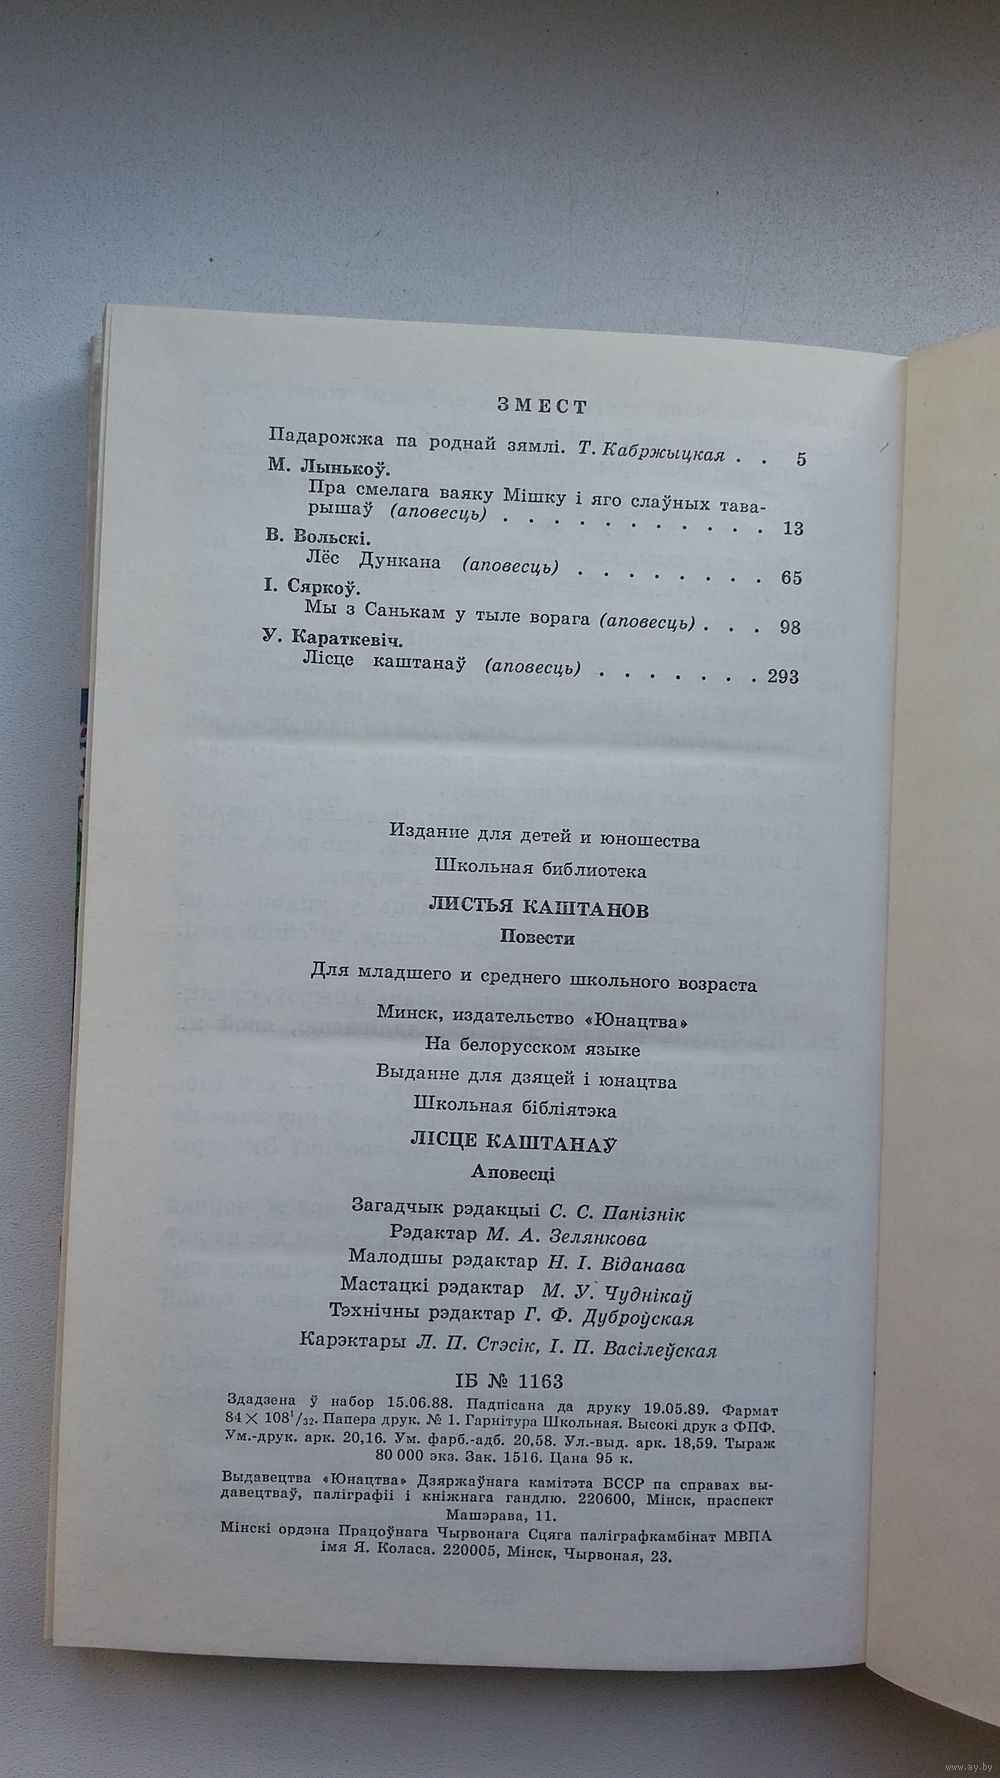 ЗМЕСТ
Падарожжа па роднай зямлі. Т. Кабржыцкая . . 5
М. Лынькоў.
Пра смелага ваяку Мішку і яго слаўных тава-
рышаў (аповесць) . . . . . . . . . . . 13
В. Вольскі.
Лёс Дункана (аповесць) . . . . . . . . 65
І. Сяркоў.
Мы з Санькам у тыле ворага (аповесць) . . . 98
У. Караткевіч.
Лісце каштанаў (аповесць) . . . . . . . 293
Издание для детей и юношества
Школьная библиотека
ЛИСТЬЯ КАШТАНОВ
Повести
Для младшего и среднего школьного возраста
Минск, издательство «Юнацтва»
На белорусском языке
Выданне для дзяцей і юнацтва
Школьная бібліятэка
ЛІСЦЕ КАШТАНАЎ
Аповесці
Загадчык рэдакцыі С. С. Панізнік
Рэдактар М. А. Зелянкова
Малодшы рэдактар Н. І. Віданава
Мастацкі рэдактар М. У. Чуднікаў
Тэхнічны рэдактар Г. Ф. Дуброўская
Карэктары Л. П. Стэсік, І. П. Васілеўская
ІБ № 1163
Здадзена ў набор 15.06.88. Падпісана да друку 19.05.89. Фармат
84 × 108¹/₃₂. Папера друк. № 1. Гарнітура Школьная. Высокі друк з ФПФ.
Ум.-друк. арк. 20,16. Ум. фарб.-адб. 20,58. Ул.-выд. арк. 18,59. Тыраж
80 000 экз. Зак. 1516. Цана 95 к.
Выдавецтва «Юнацтва» Дзяржаўнага камітэта БССР па справах вы-
давецтваў, паліграфіі і кніжнага гандлю. 220600, Мінск, праспект
Машэрава, 11.
Мінскі ордэна Працоўнага Чырвонага Сцяга паліграфкамбінат МВПА
імя Я. Коласа. 220005, Мінск, Чырвоная, 23.
www.ay.by